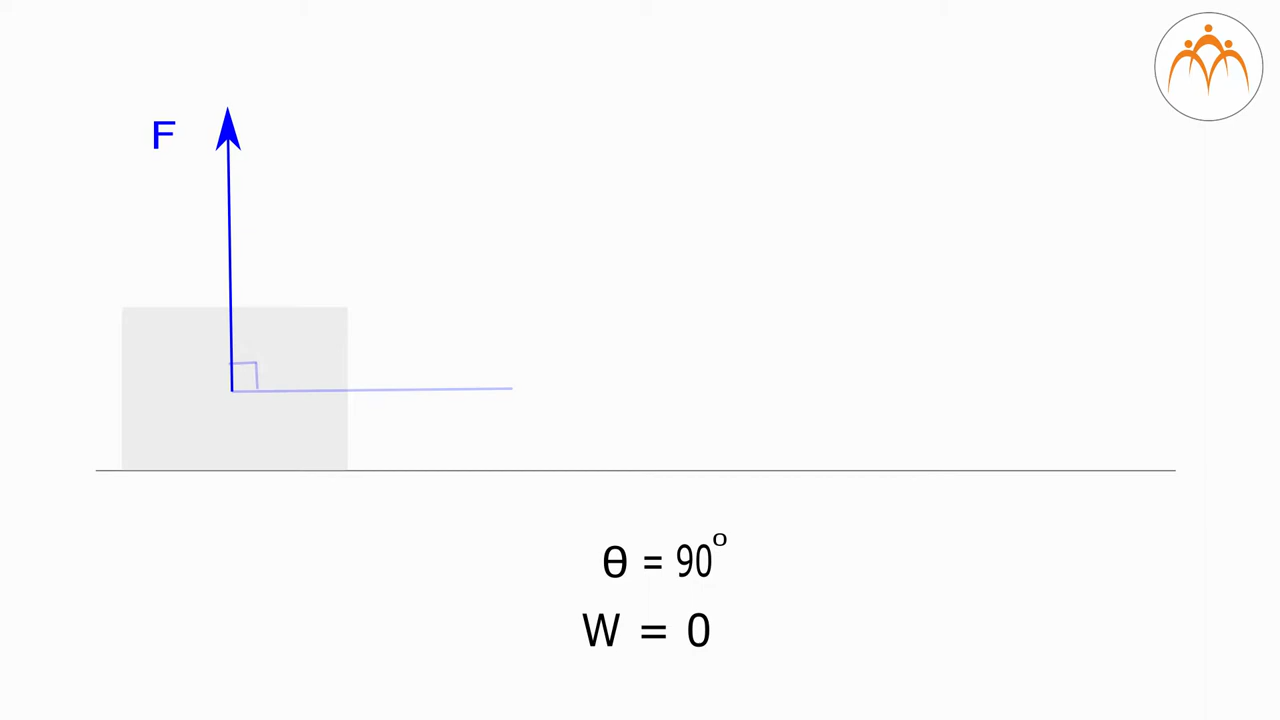 F
θ = 90°
W = 0